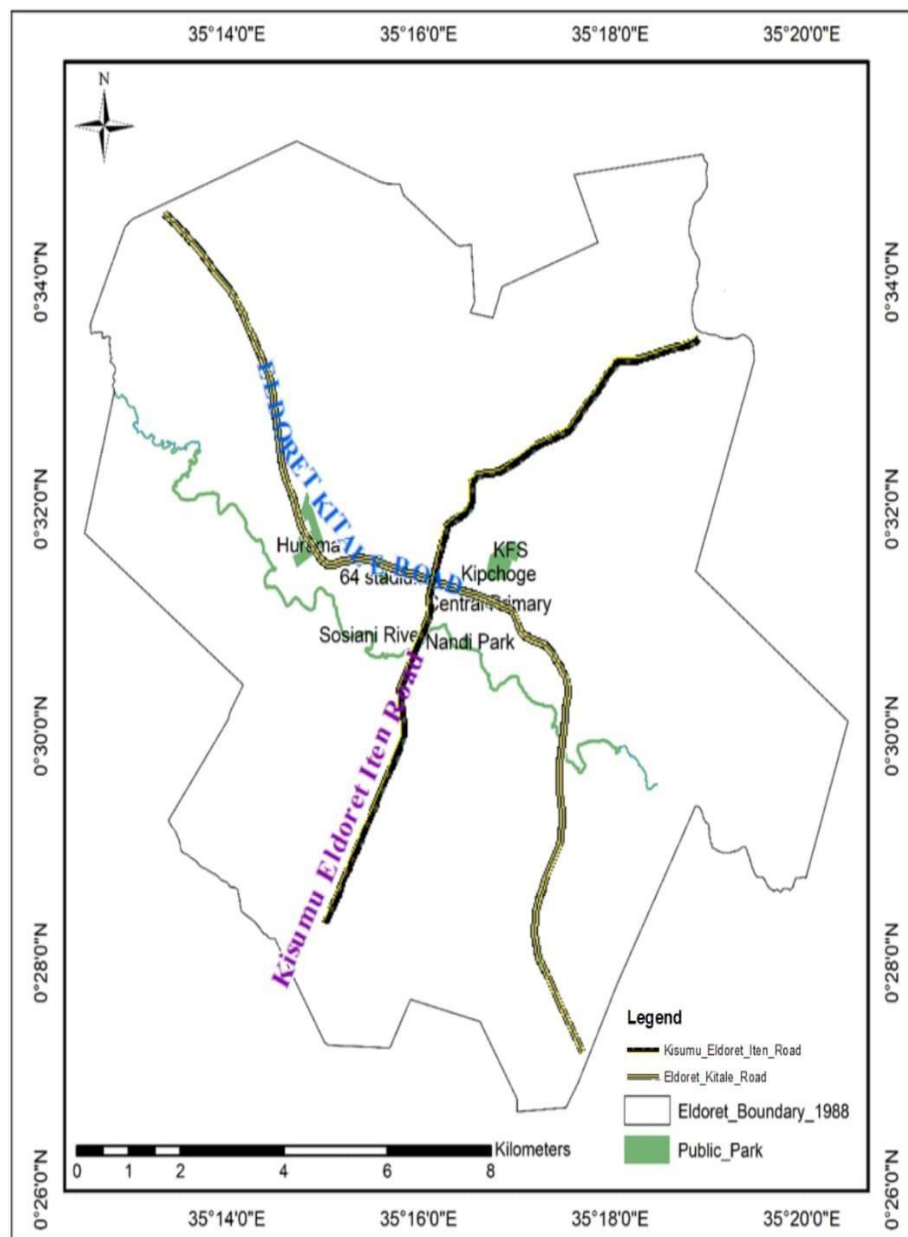 35°14'0"E 35°16'0"E 35°18'0"E 35°20'0"E
N
0°34'0"N 0°34'0"N
ELDORET KITALE ROAD
0°32'0"N 0°32'0"N
Huruma
KFS
64 stadium Kipchoge
Central Primary
Sosiani River Nandi Park
0°30'0"N 0°30'0"N
Kisumu Eldoret Iten Road
0°28'0"N 0°28'0"N
Legend
Kisumu_Eldoret_Iten_Road
Eldoret_Kitale_Road
Eldoret_Boundary_1988
Public_Park
Kilometers
0 1 2 4 6 8
0°26'0"N 0°26'0"N
35°14'0"E 35°16'0"E 35°18'0"E 35°20'0"E